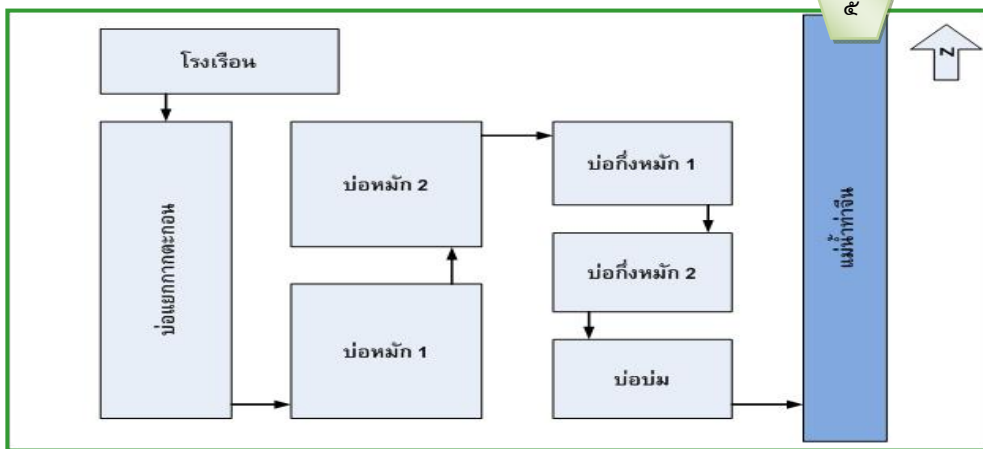 ๕
N
โรงเรือน
บ่อแยกกากตะกอน
บ่อหมัก 2
บ่อหมัก 1
บ่อกึ่งหมัก 1
บ่อกึ่งหมัก 2
บ่อบ่ม
แม่น้ำท่าจีน